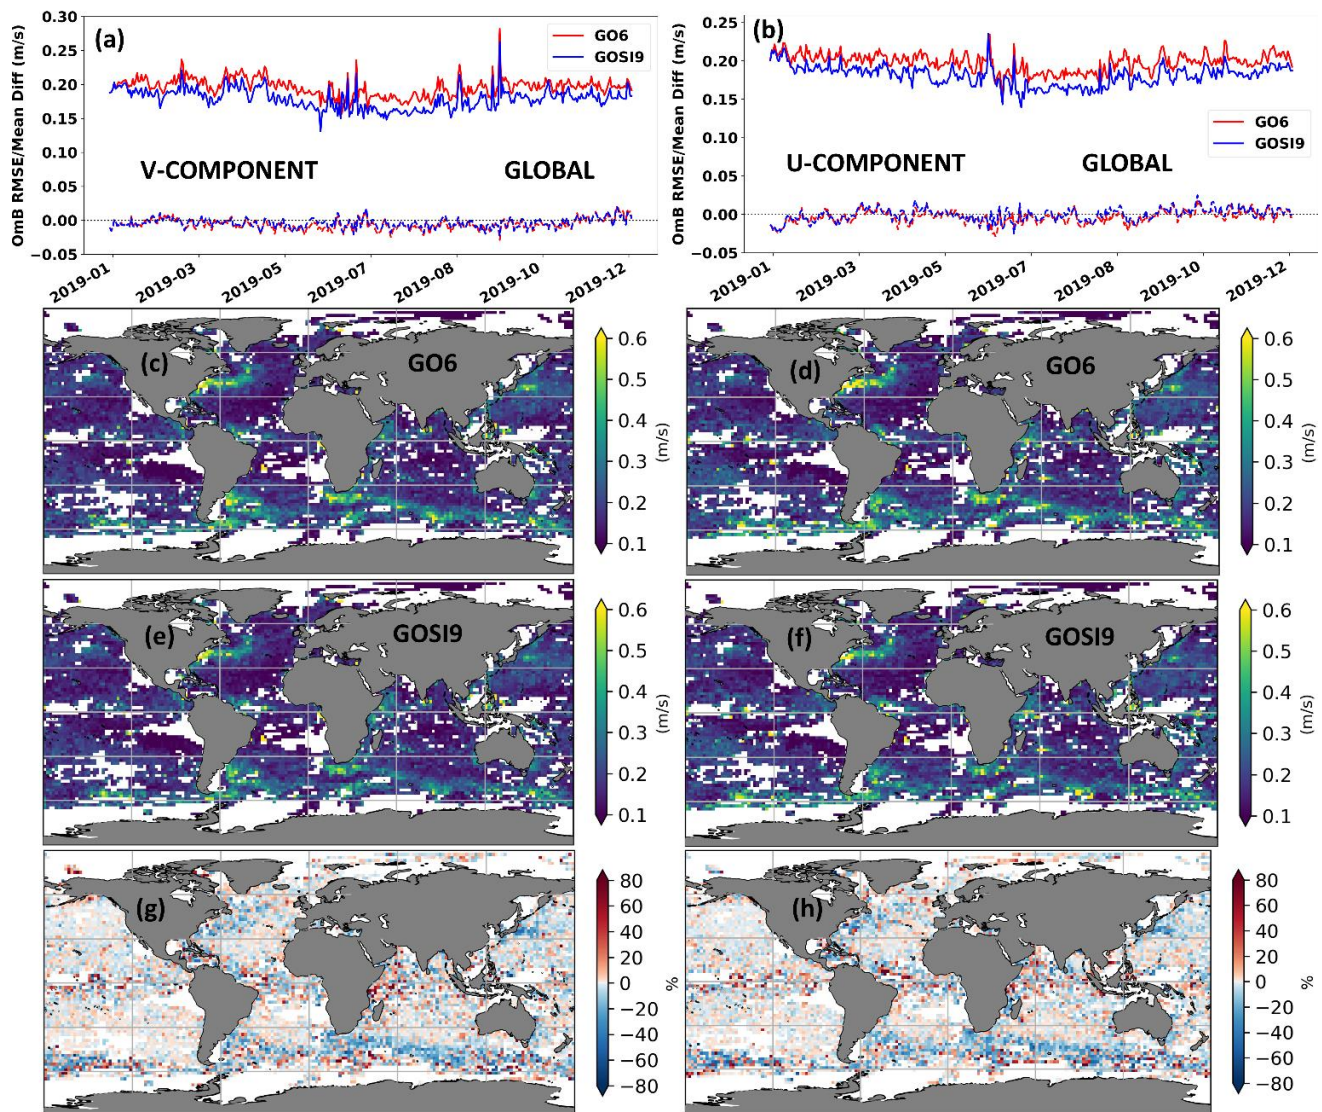 OmB RMSE/Mean Diff (m/s)
0.30
0.25
0.20
0.15
0.10
0.05
0.00
−0.05
(a)
GO6
GOSI9
V-COMPONENT GLOBAL
2019-01 2019-03 2019-05 2019-07 2019-08 2019-10 2019-12
OmB RMSE/Mean Diff (m/s)
0.25
0.20
0.15
0.10
0.05
0.00
−0.05
(b)
GO6
GOSI9
U-COMPONENT GLOBAL
2019-01 2019-03 2019-05 2019-07 2019-08 2019-10 2019-12
(c) GO6
0.6
0.5
0.4
0.3
0.2
0.1
(m/s)
(d) GO6
0.6
0.5
0.4
0.3
0.2
0.1
(m/s)
(e) GOSI9
0.6
0.5
0.4
0.3
0.2
0.1
(m/s)
(f) GOSI9
0.6
0.5
0.4
0.3
0.2
0.1
(m/s)
(g)
80
60
40
20
0
−20
−40
−60
−80
%
(h)
80
60
40
20
0
−20
−40
−60
−80
%